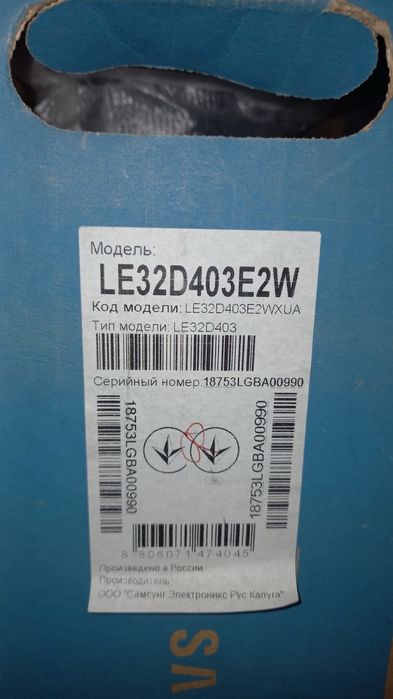 Модель:
LE32D403E2W
Код модели: LE32D403E2WXUA
Тип модели: LE32D403
Серийный номер 18753LGBA00990
18753LGBA00990
18753LGBA00990
8 806071 474045
Произведено в России
Производитель
ООО "Самсунг Электроникс Рус Калуга"
SA